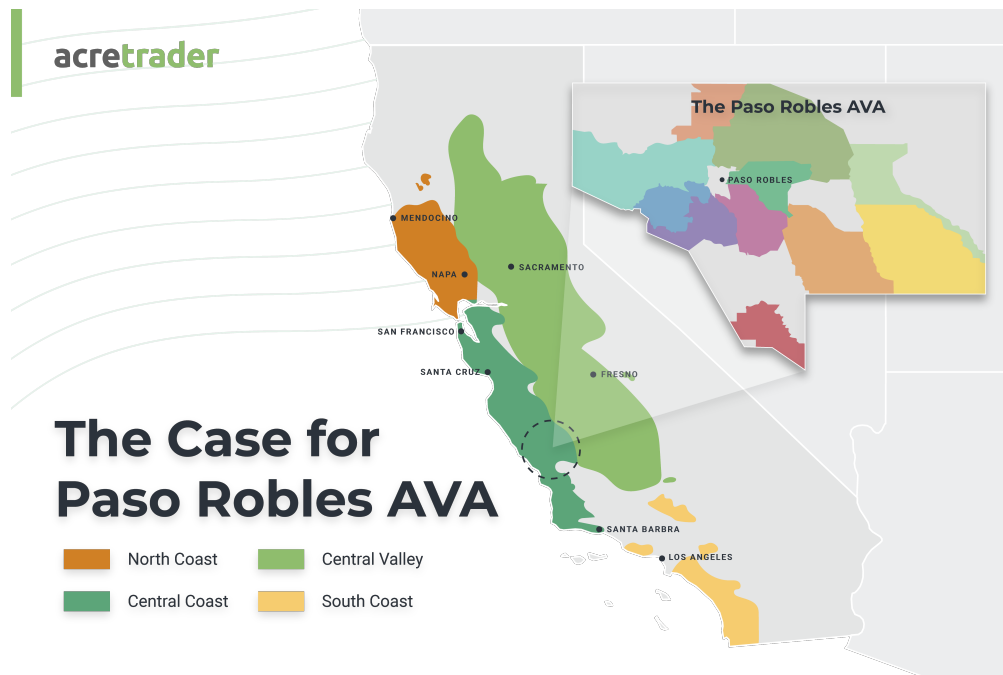 acretrader
The Paso Robles AVA
PASO ROBLES
MENDOCINO
NAPA
SACRAMENTO
SAN FRANCISCO
SANTA CRUZ
FRESNO
The Case for
Paso Robles AVA
SANTA BARBRA
LOS ANGELES
North Coast
Central Valley
Central Coast
South Coast